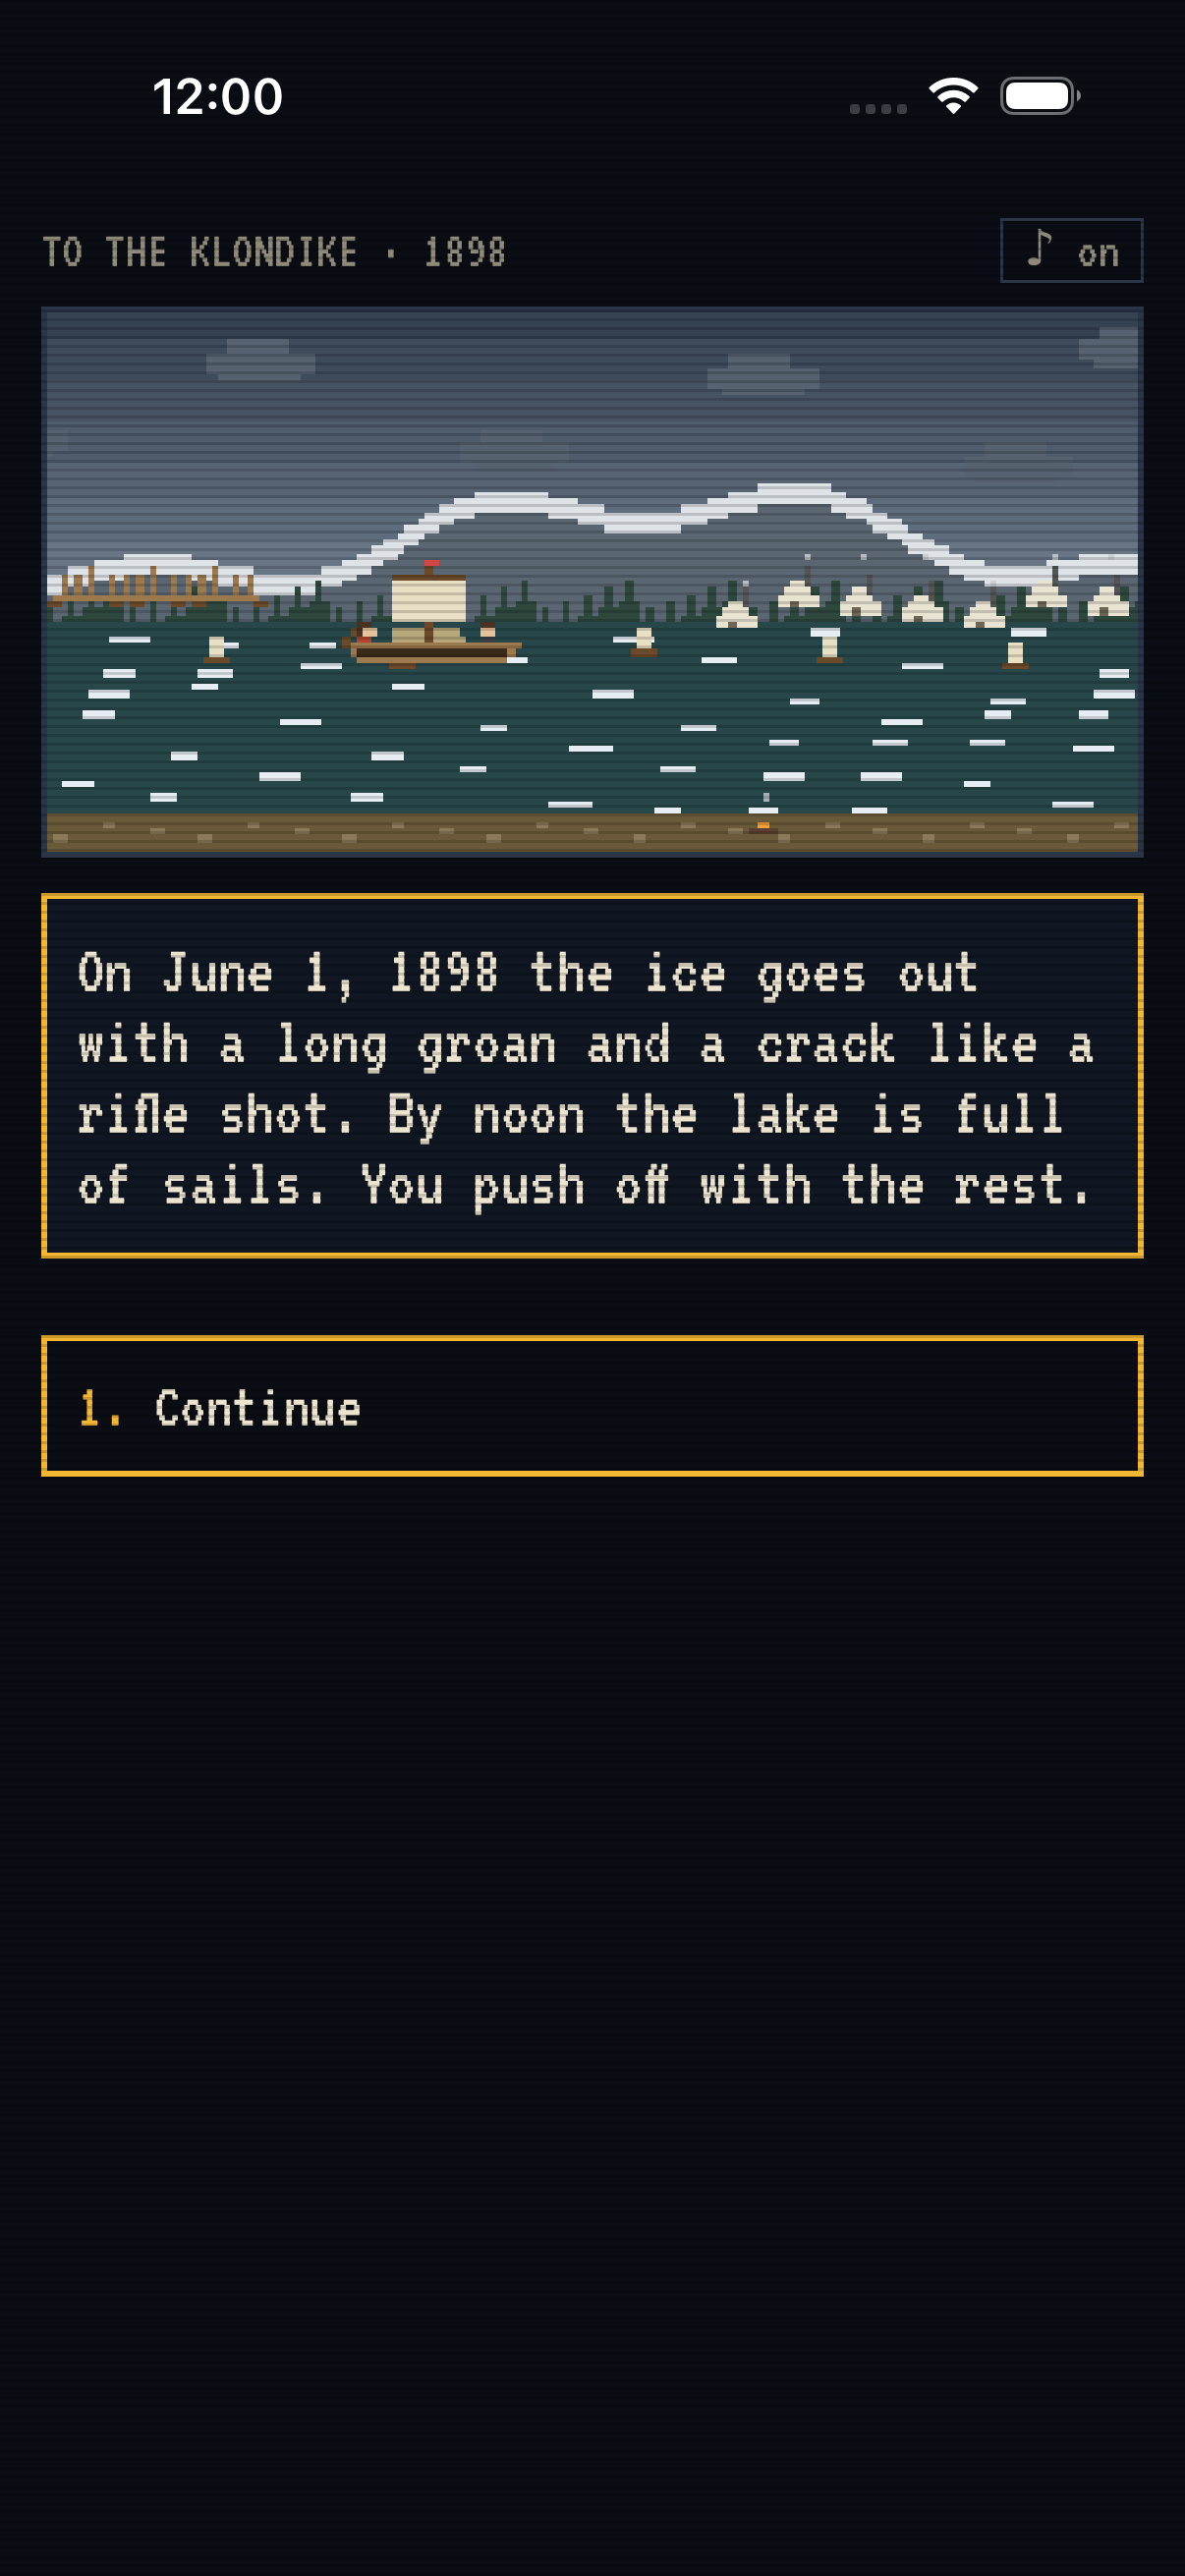 12:00
TO THE KLONDIKE · 1898
♪ on
On June 1, 1898 the ice goes out
with a long groan and a crack like a
rifle shot. By noon the lake is full
of sails. You push off with the rest.
1. Continue